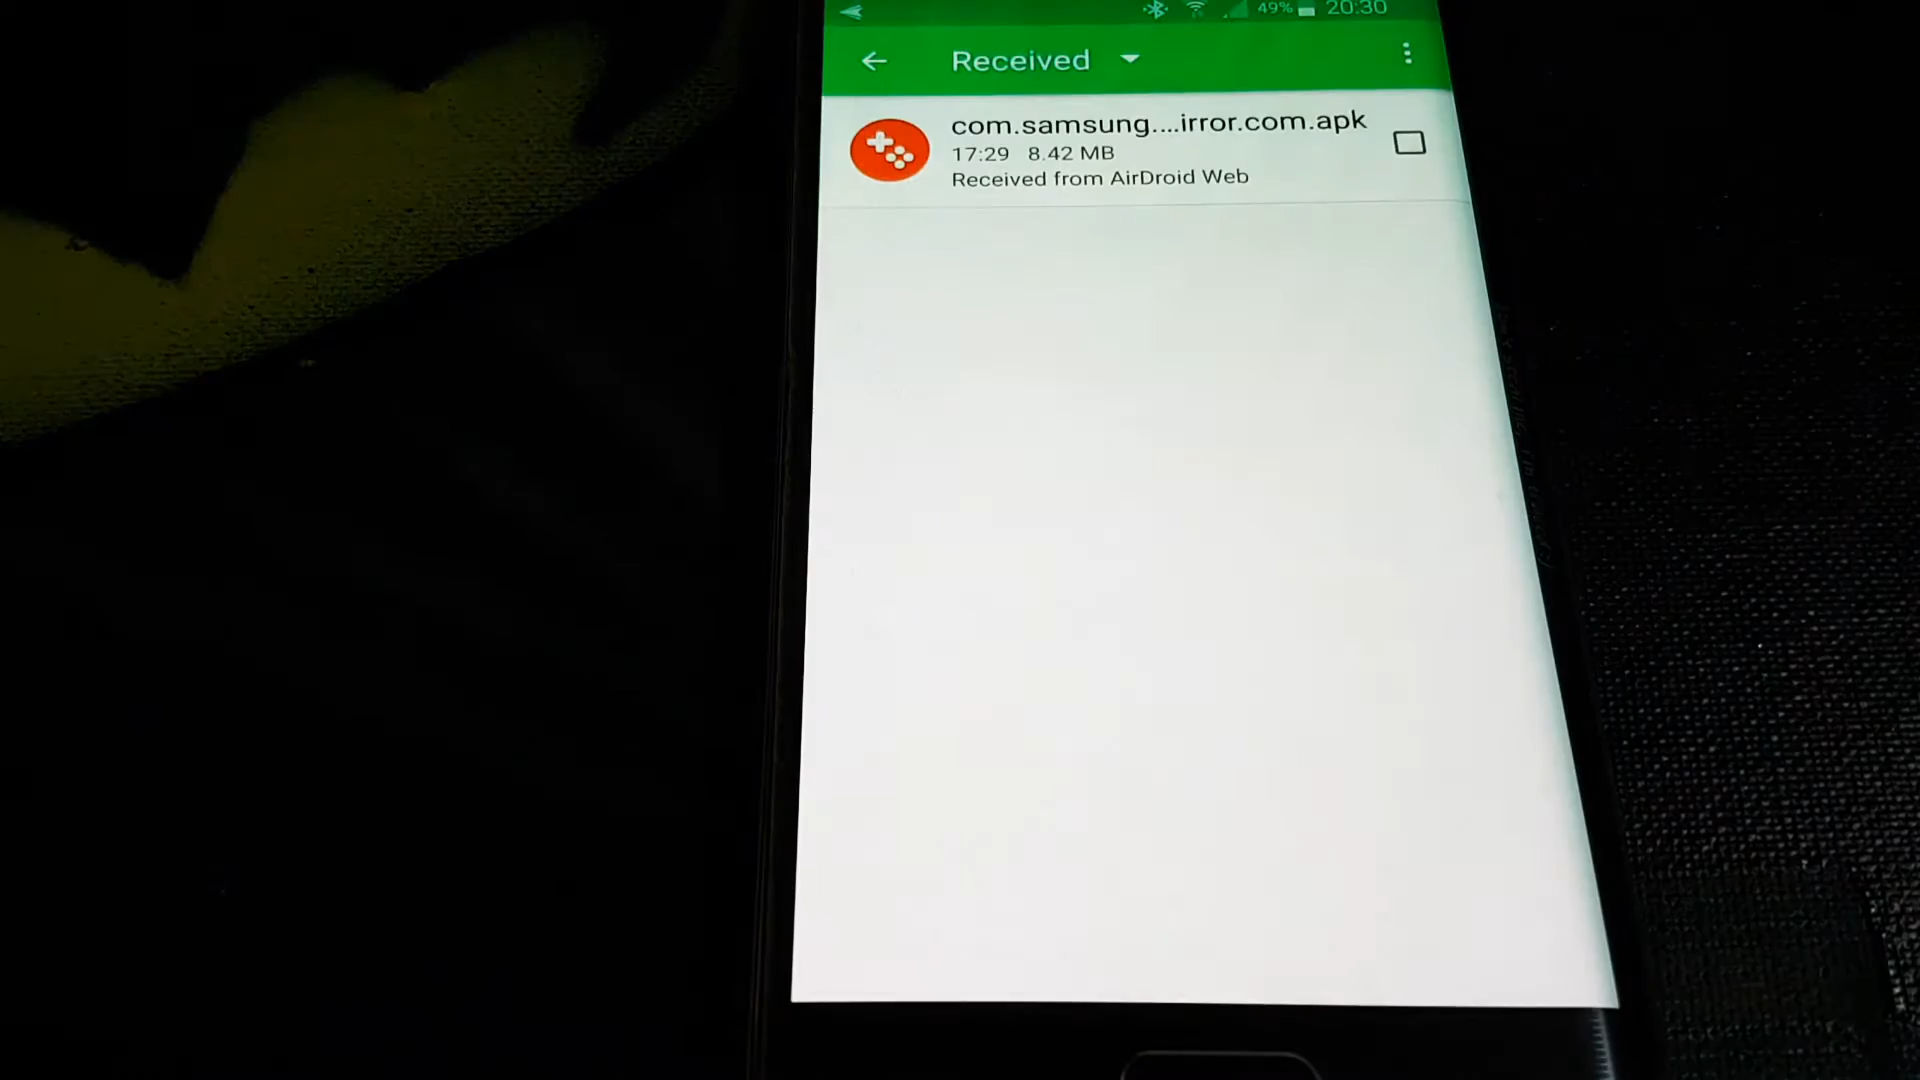 49% 20:30
Received
com.samsung....irror.com.apk
17:29 8.42 MB
Received from AirDroid Web